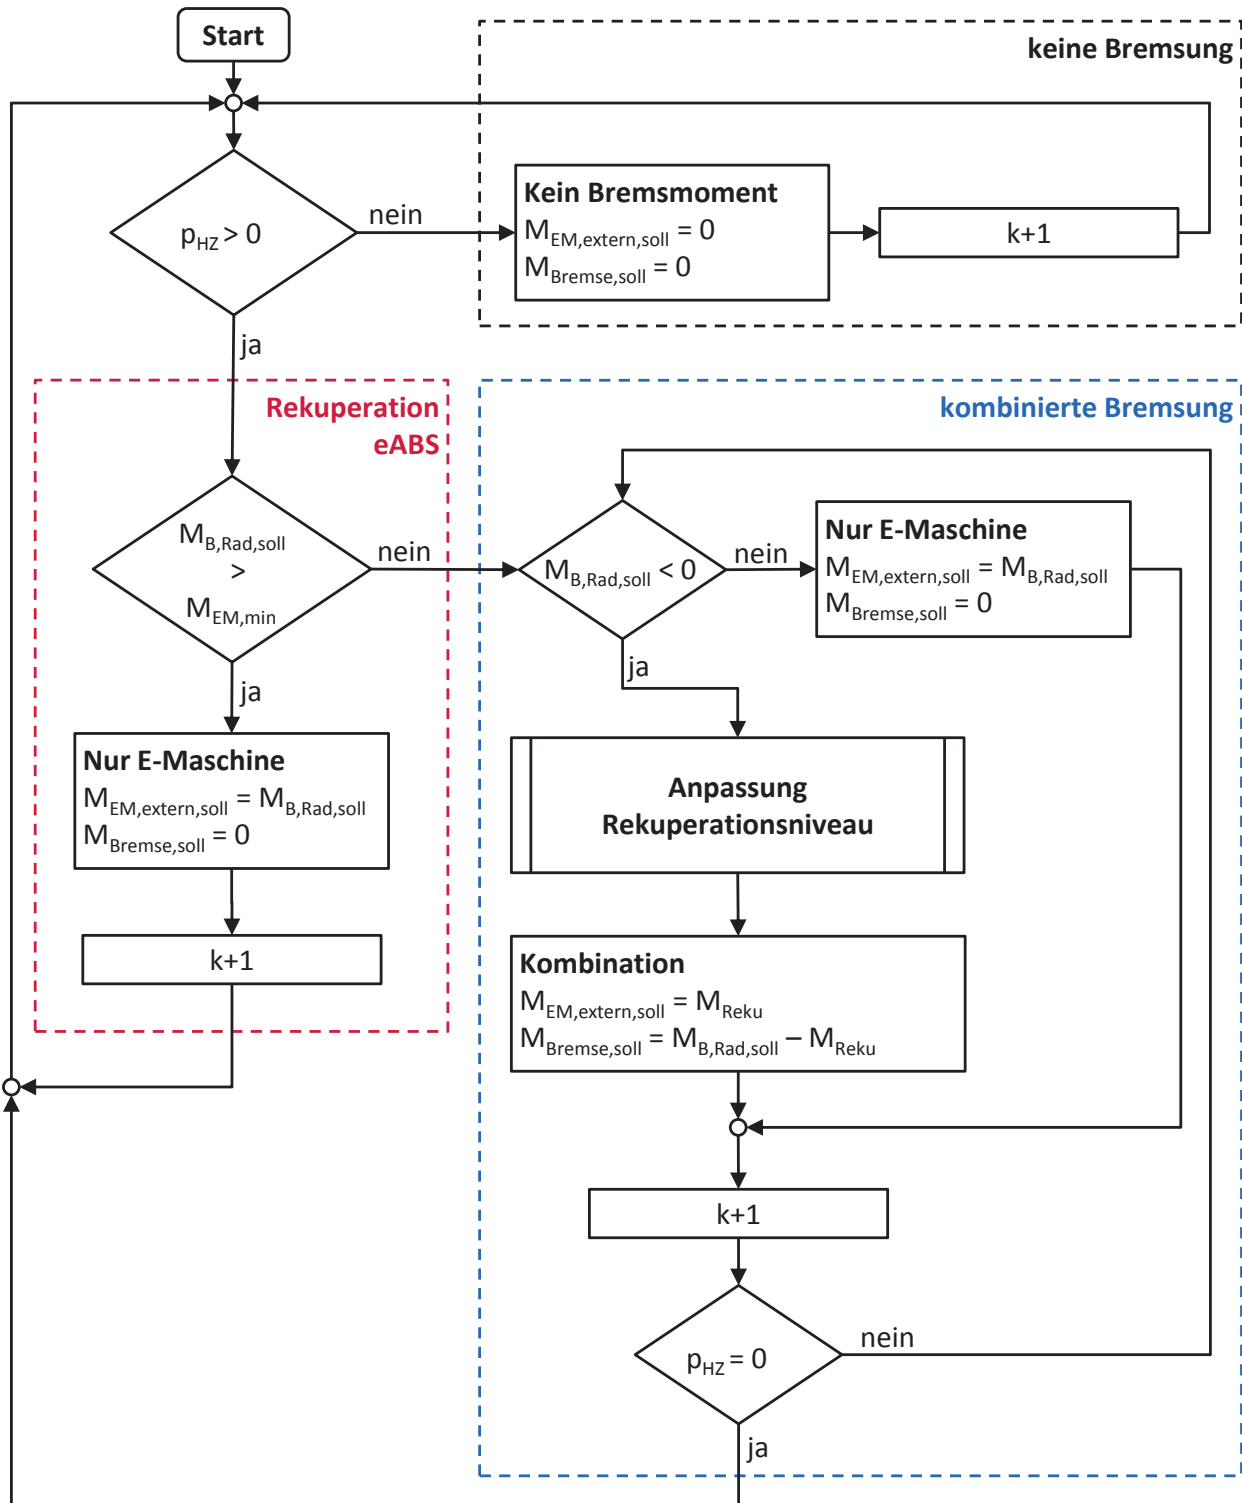 Start
keine Bremsung
p_HZ > 0
nein
Kein Bremsmoment
M_EM,extern,soll = 0
M_Bremse,soll = 0
k+1
ja
Rekuperation
eABS
M_B,Rad,soll
>
M_EM,min
nein
ja
Nur E-Maschine
M_EM,extern,soll = M_B,Rad,soll
M_Bremse,soll = 0
k+1
kombinierte Bremsung
M_B,Rad,soll < 0
nein
Nur E-Maschine
M_EM,extern,soll = M_B,Rad,soll
M_Bremse,soll = 0
ja
Anpassung
Rekuperationsniveau
Kombination
M_EM,extern,soll = M_Reku
M_Bremse,soll = M_B,Rad,soll – M_Reku
k+1
p_HZ = 0
nein
ja